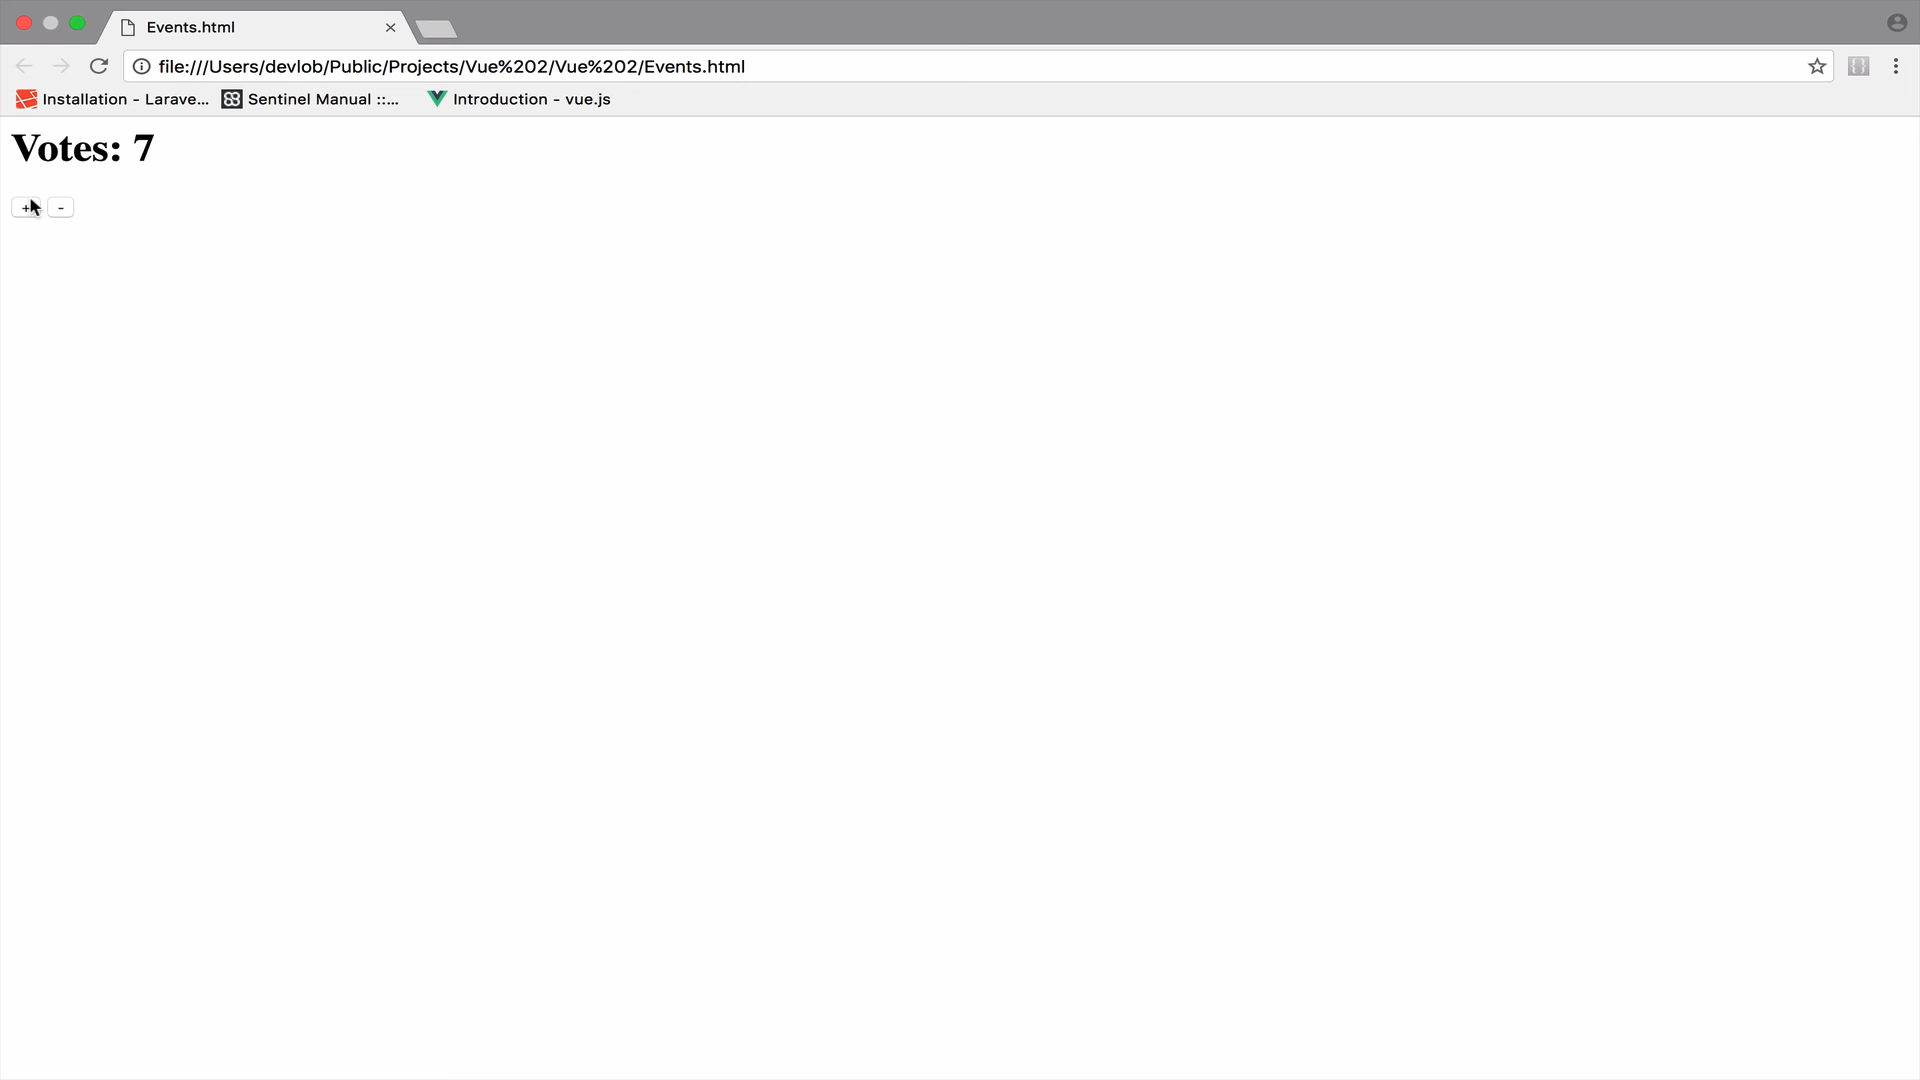 Events.html
file:///Users/devlob/Public/Projects/Vue%202/Vue%202/Events.html
Installation - Larave... Sentinel Manual ::... Introduction - vue.js
Votes: 7
+ -